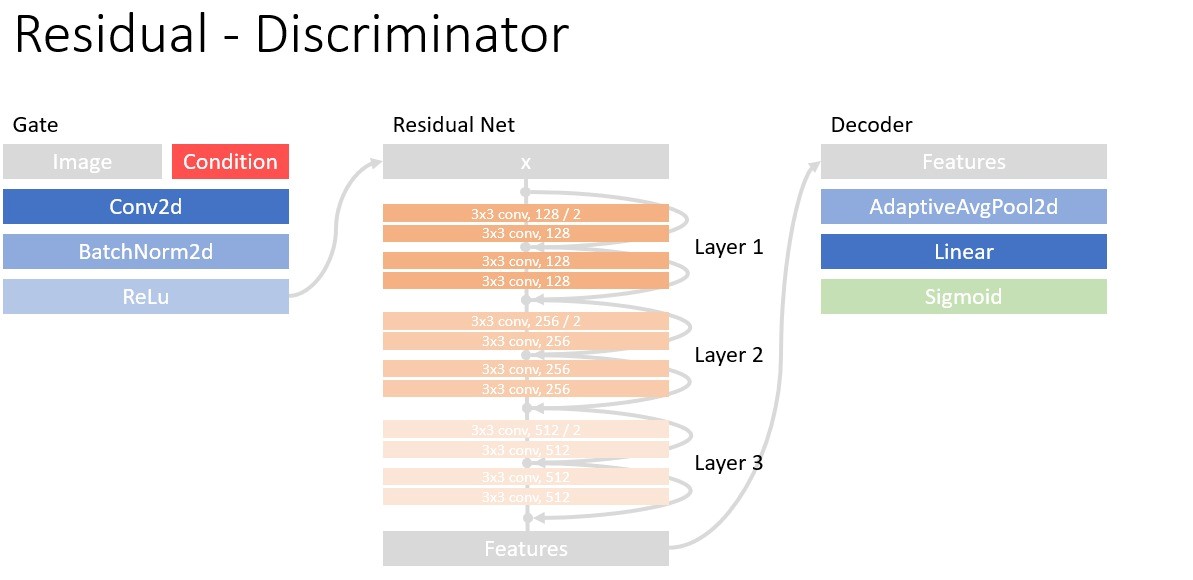 Residual - Discriminator
Gate
Image
Condition
Conv2d
BatchNorm2d
ReLu
Residual Net
x
3x3 conv, 128 / 2
3x3 conv, 128
3x3 conv, 128
3x3 conv, 128
Layer 1
3x3 conv, 256 / 2
3x3 conv, 256
3x3 conv, 256
3x3 conv, 256
Layer 2
3x3 conv, 512 / 2
3x3 conv, 512
3x3 conv, 512
3x3 conv, 512
Layer 3
Features
Decoder
Features
AdaptiveAvgPool2d
Linear
Sigmoid